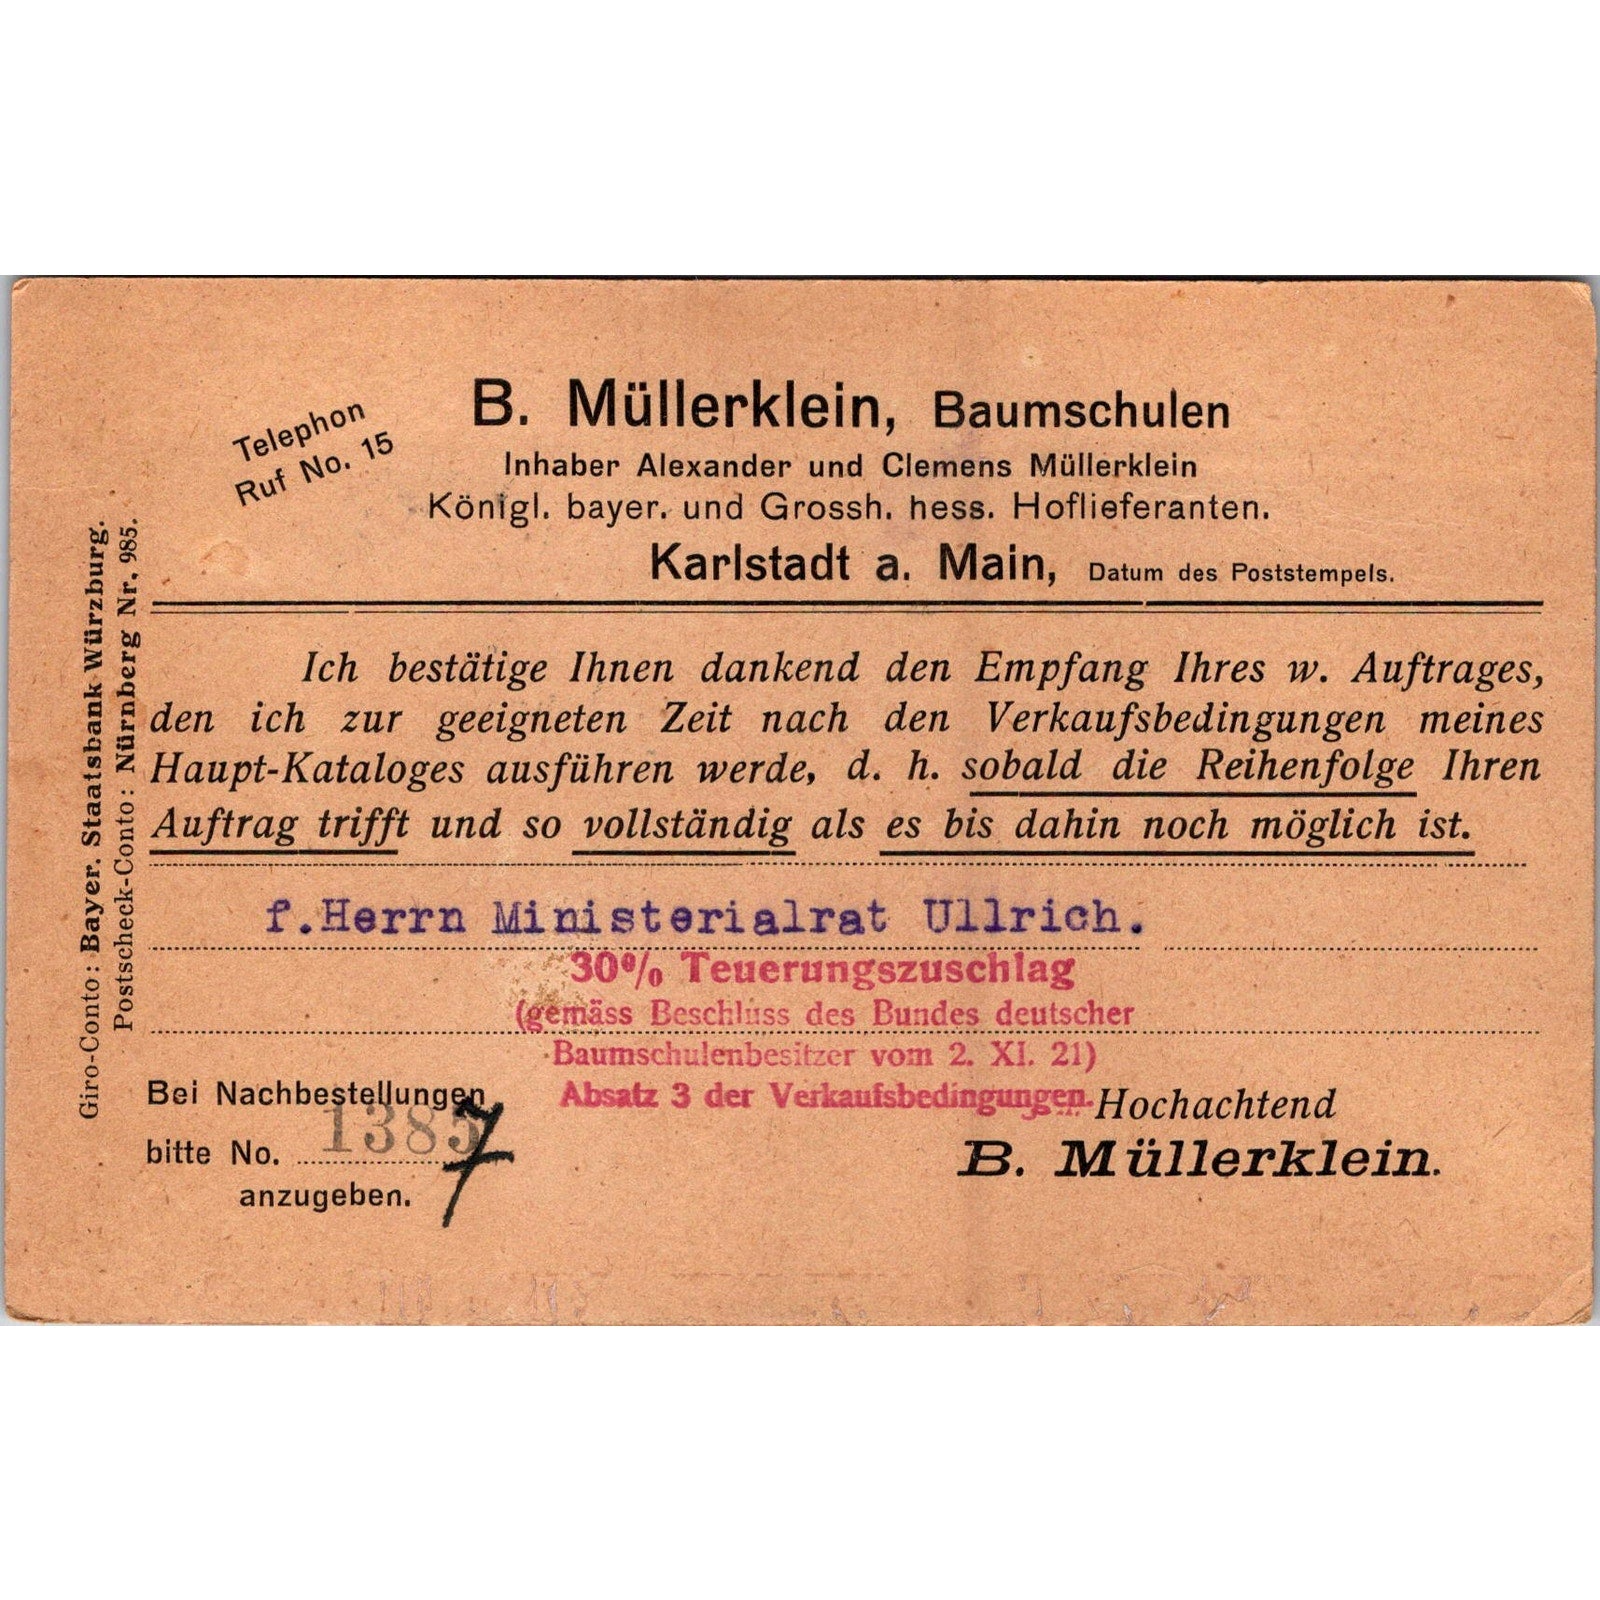 Telephon
Ruf No. 15
B. Müllerklein, Baumschulen
Inhaber Alexander und Clemens Müllerklein
Königl. bayer. und Grossh. hess. Hoflieferanten.
Karlstadt a. Main, Datum des Poststempels.
Giro-Conto: Bayer. Staatsbank Würzburg.
Postscheck-Conto: Nürnberg Nr. 985.
Ich bestätige Ihnen dankend den Empfang Ihres w. Auftrages,
den ich zur geeigneten Zeit nach den Verkaufsbedingungen meines
Haupt-Kataloges ausführen werde, d. h. sobald die Reihenfolge Ihren
Auftrag trifft und so vollständig als es bis dahin noch möglich ist.
f.Herrn Ministerialrat Ullrich.
30% Teuerungszuschlag
(gemäss Beschluss des Bundes deutscher
Baumschulenbesitzer vom 2. XI. 21)
Absatz 3 der Verkaufsbedingungen.
Bei Nachbestellungen
bitte No. 1385 7
anzugeben.
Hochachtend
B. Müllerklein.